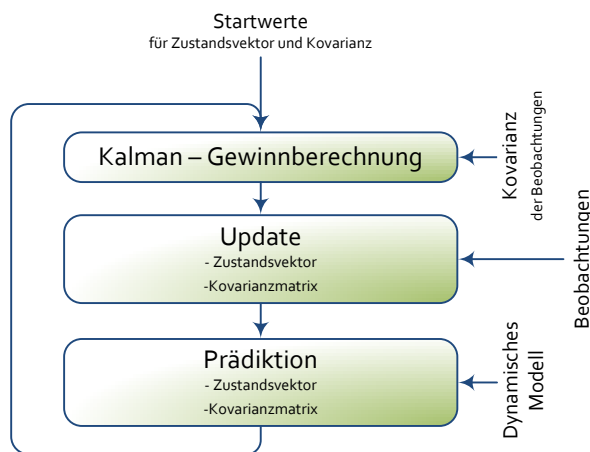 Startwerte
für Zustandsvektor und Kovarianz
Kalman – Gewinnberechnung
Kovarianz
der Beobachtungen
Update
- Zustandsvektor
-Kovarianzmatrix
Beobachtungen
Prädiktion
- Zustandsvektor
-Kovarianzmatrix
Dynamisches
Modell